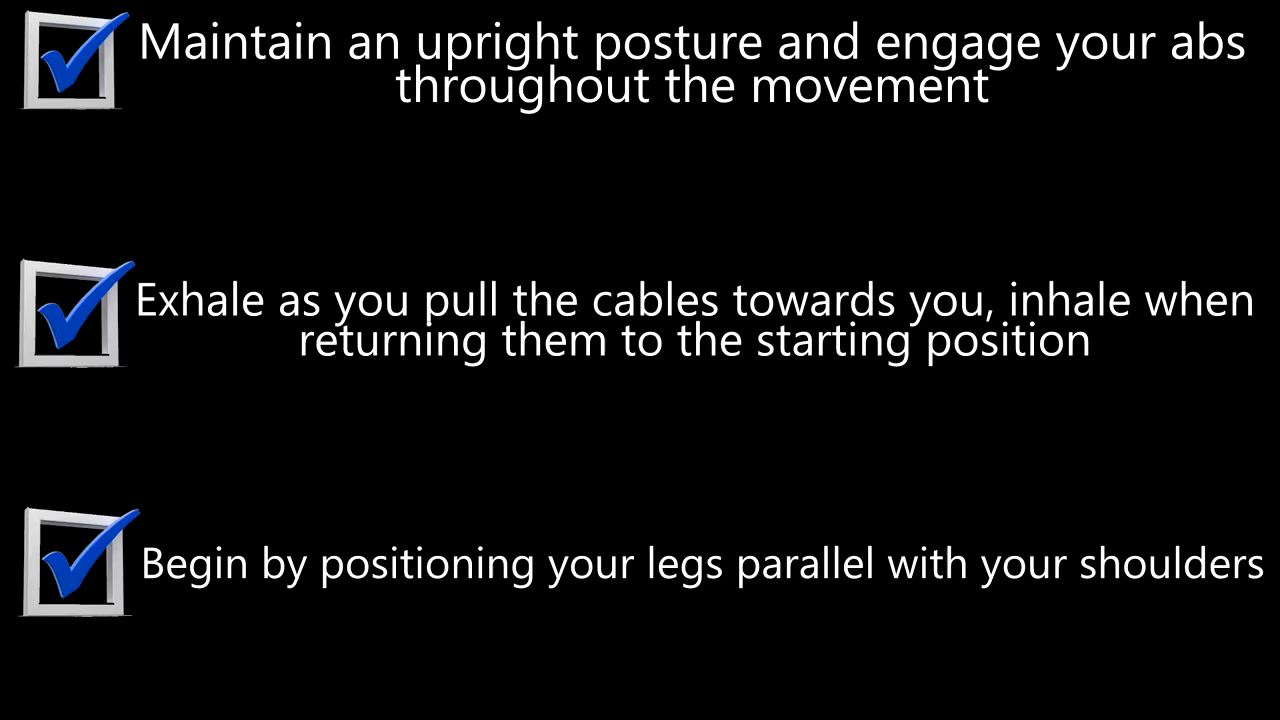 Maintain an upright posture and engage your abs
throughout the movement
Exhale as you pull the cables towards you, inhale when
returning them to the starting position
Begin by positioning your legs parallel with your shoulders